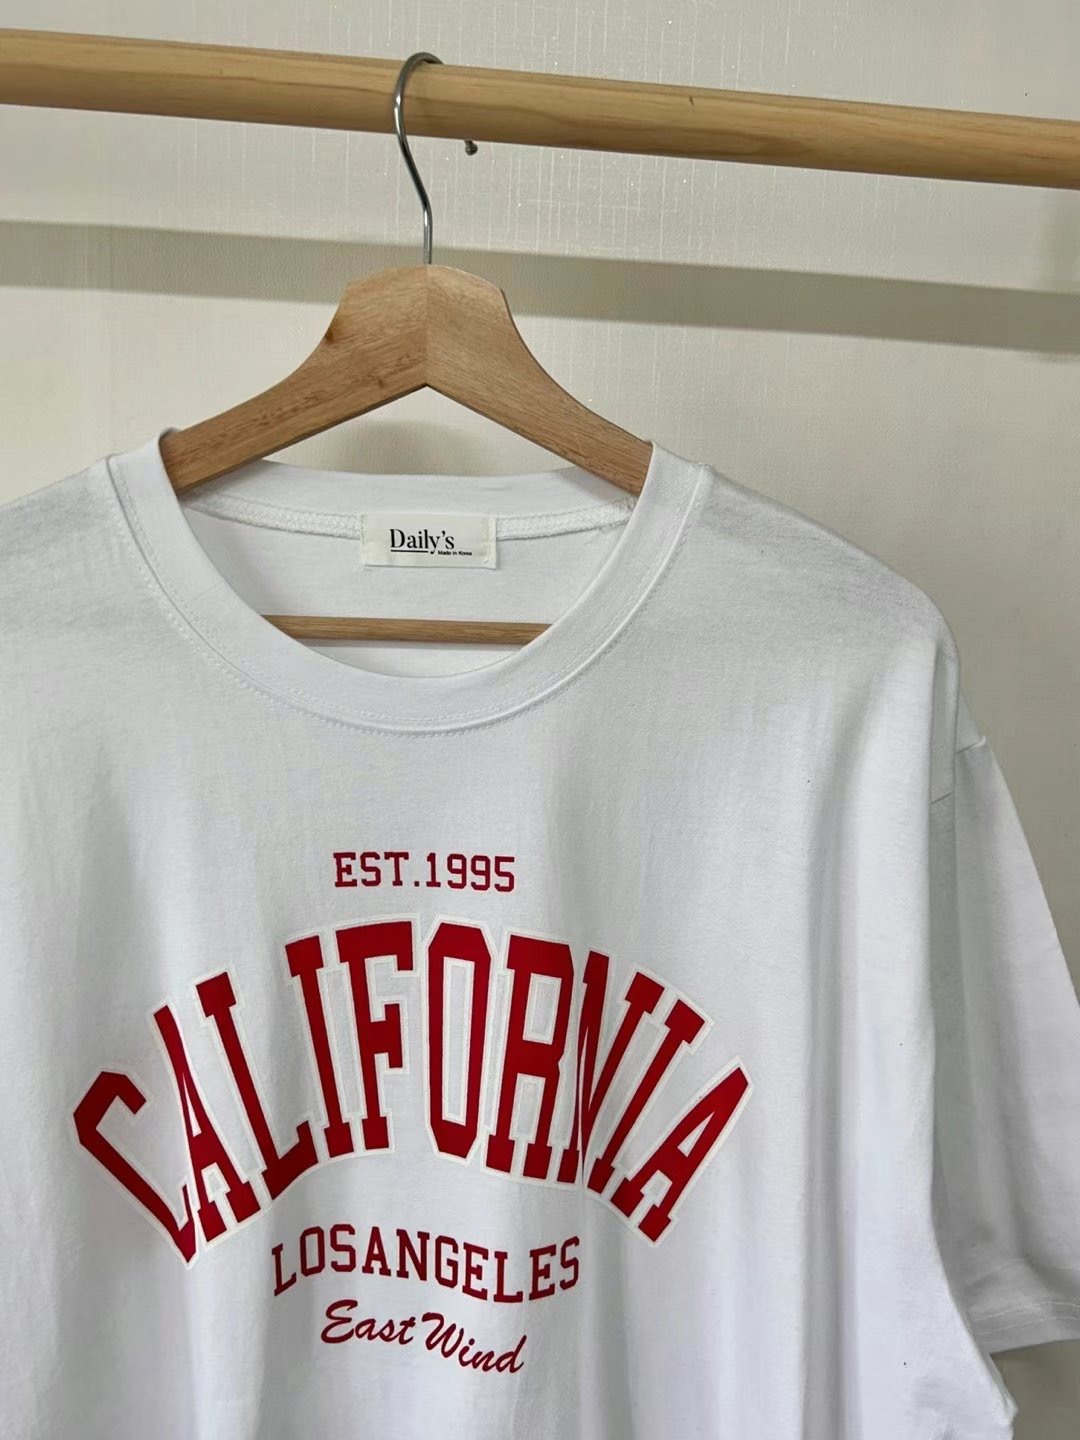 Daily's
Made in Korea
EST.1995
CALIFORNIA
LOSANGELES
East Wind